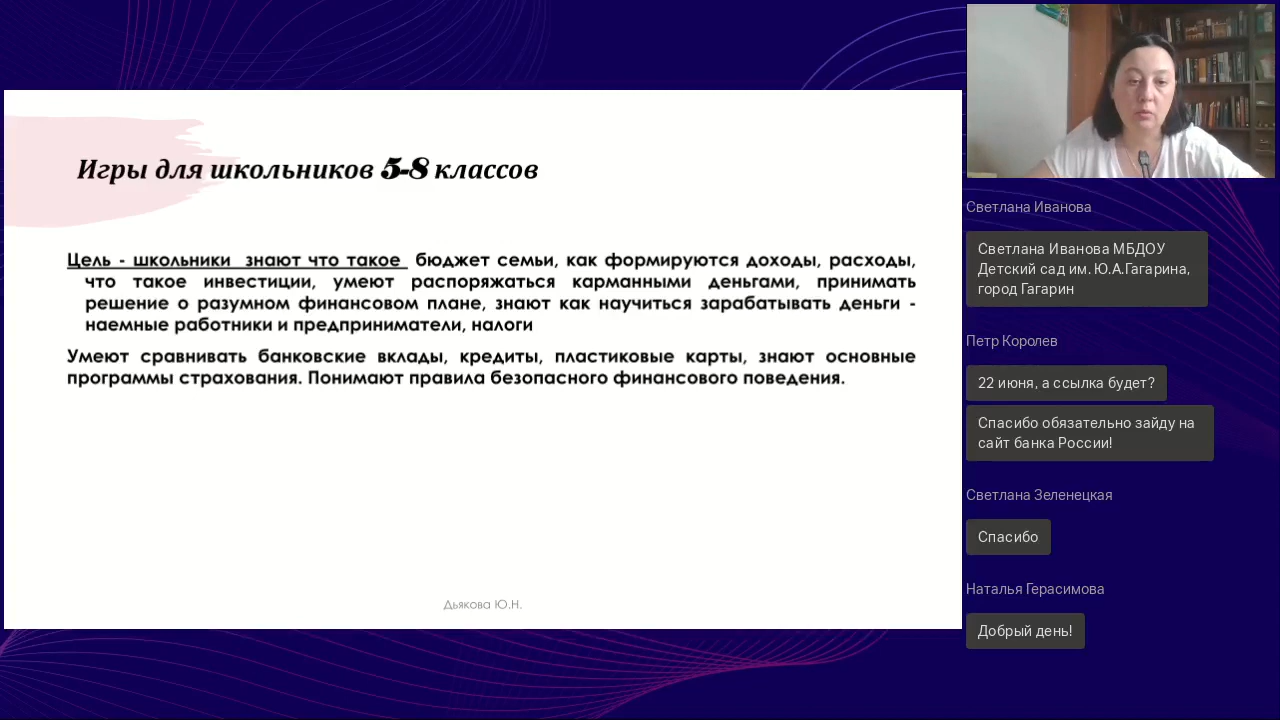 Игры для школьников 5-8 классов
Цель - школьники знают что такое бюджет семьи, как формируются доходы, расходы,
что такое инвестиции, умеют распоряжаться карманными деньгами, принимать
решение о разумном финансовом плане, знают как научиться зарабатывать деньги -
наемные работники и предприниматели, налоги
Умеют сравнивать банковские вклады, кредиты, пластиковые карты, знают основные
программы страхования. Понимают правила безопасного финансового поведения.
Дьякова Ю.Н.
Светлана Иванова
Светлана Иванова МБДОУ
Детский сад им. Ю.А.Гагарина,
город Гагарин
Петр Королев
22 июня, а ссылка будет?
Спасибо обязательно зайду на
сайт банка России!
Светлана Зеленецкая
Спасибо
Наталья Герасимова
Добрый день!